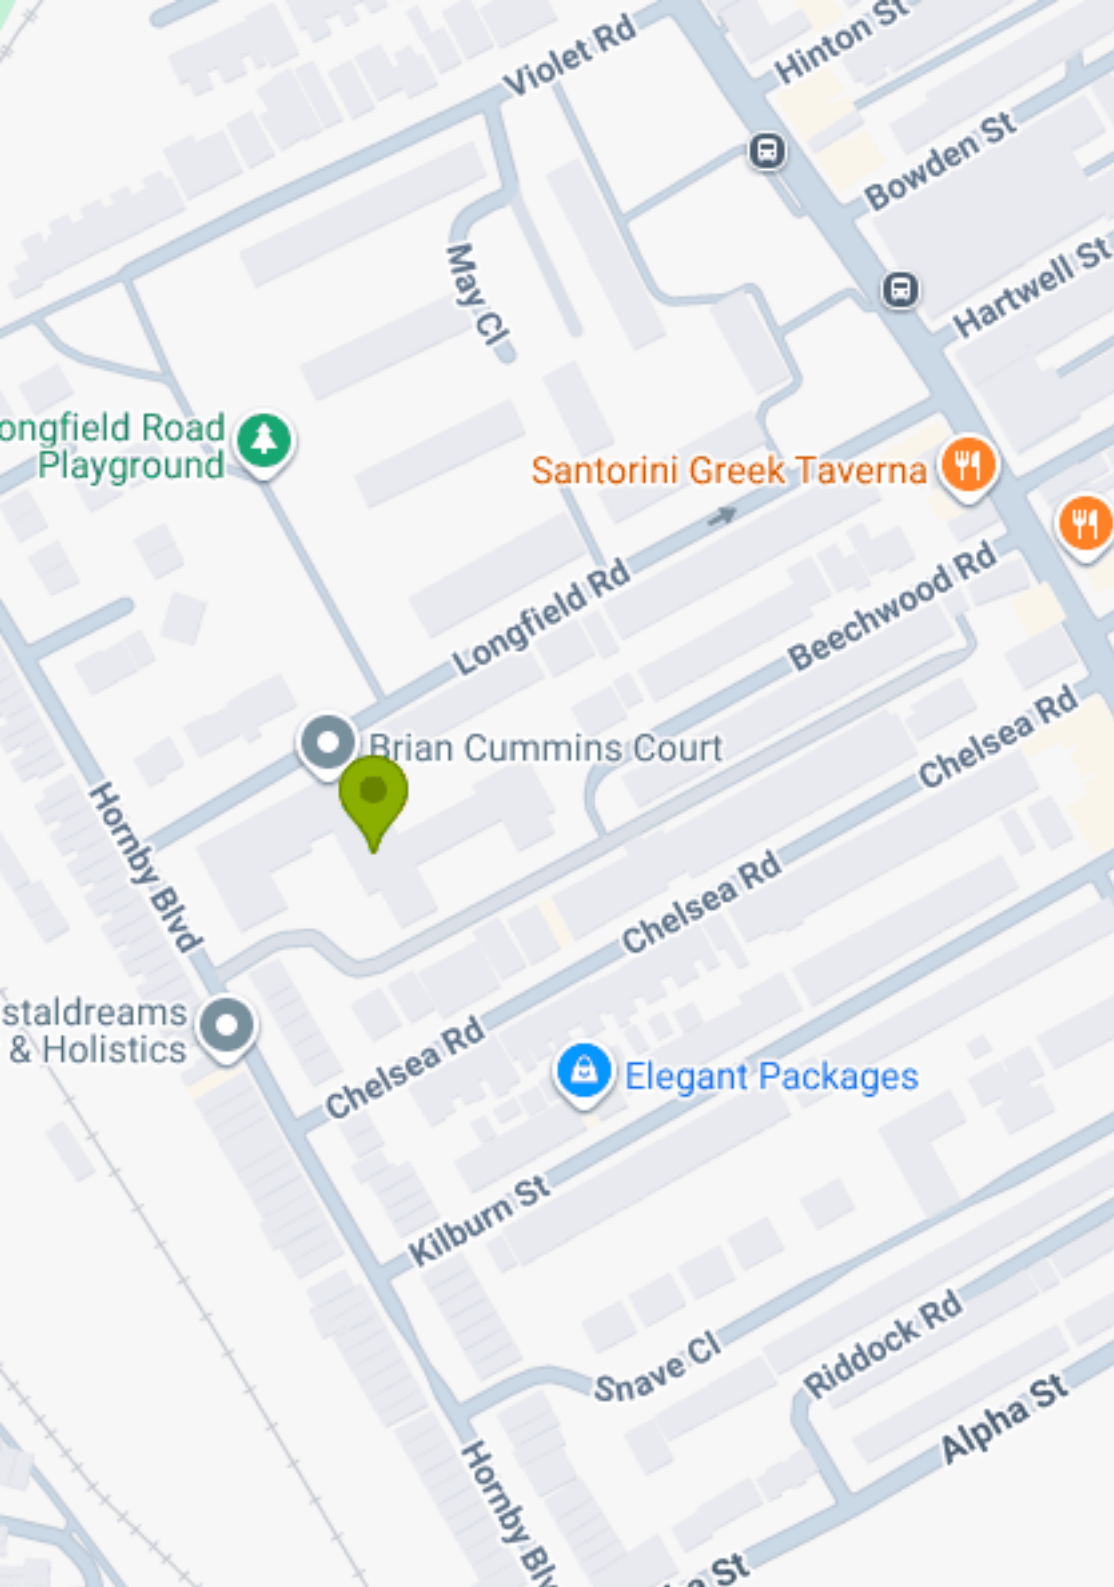 Violet Rd
Hinton St
Bowden St
Hartwell St
May Cl
ongfield Road
Playground
Santorini Greek Taverna
Longfield Rd
Beechwood Rd
Brian Cummins Court
Chelsea Rd
Hornby Blvd
Chelsea Rd
staldreams
& Holistics
Chelsea Rd
Elegant Packages
Kilburn St
Snave Cl
Riddock Rd
Alpha St
Hornby Blv
ha St